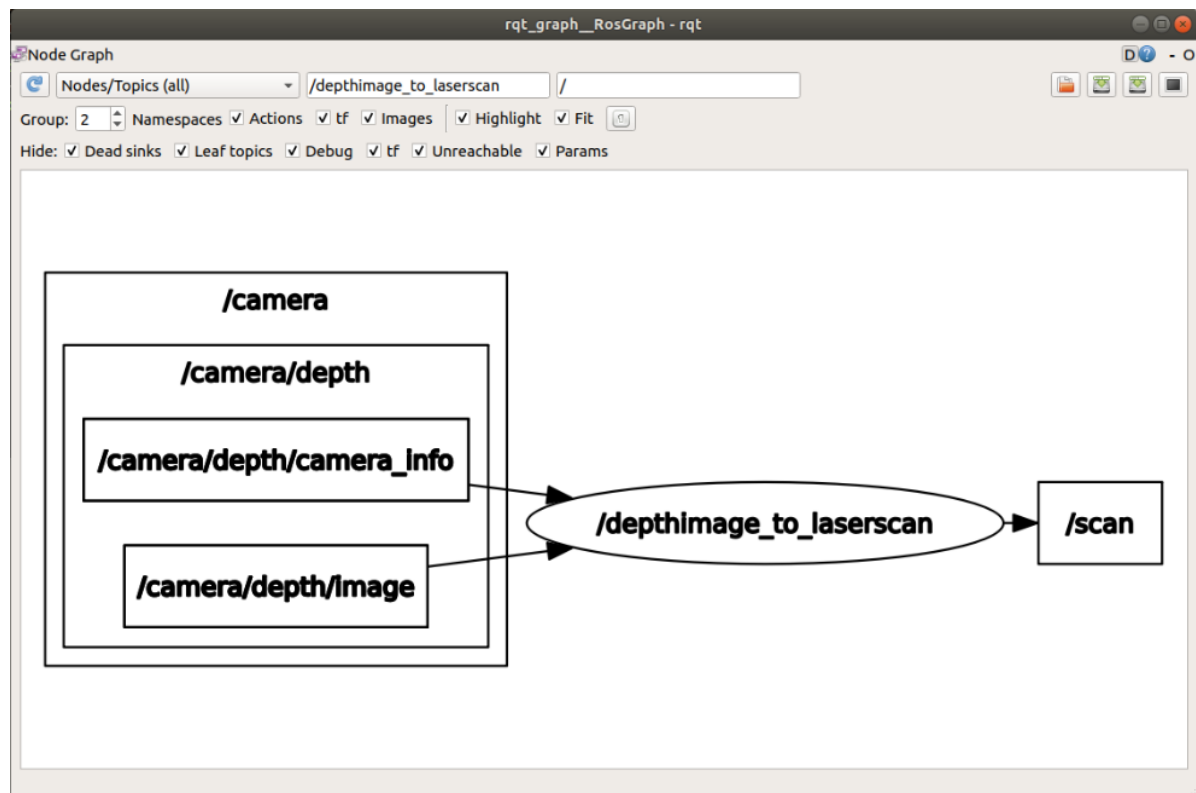 rqt_graph__RosGraph - rqt
Node Graph D ? - O
Nodes/Topics (all) /depthimage_to_laserscan /
Group: 2 Namespaces Actions tf Images Highlight Fit
Hide: Dead sinks Leaf topics Debug tf Unreachable Params
/camera
/camera/depth
/camera/depth/camera_info
/depthimage_to_laserscan
/scan
/camera/depth/image